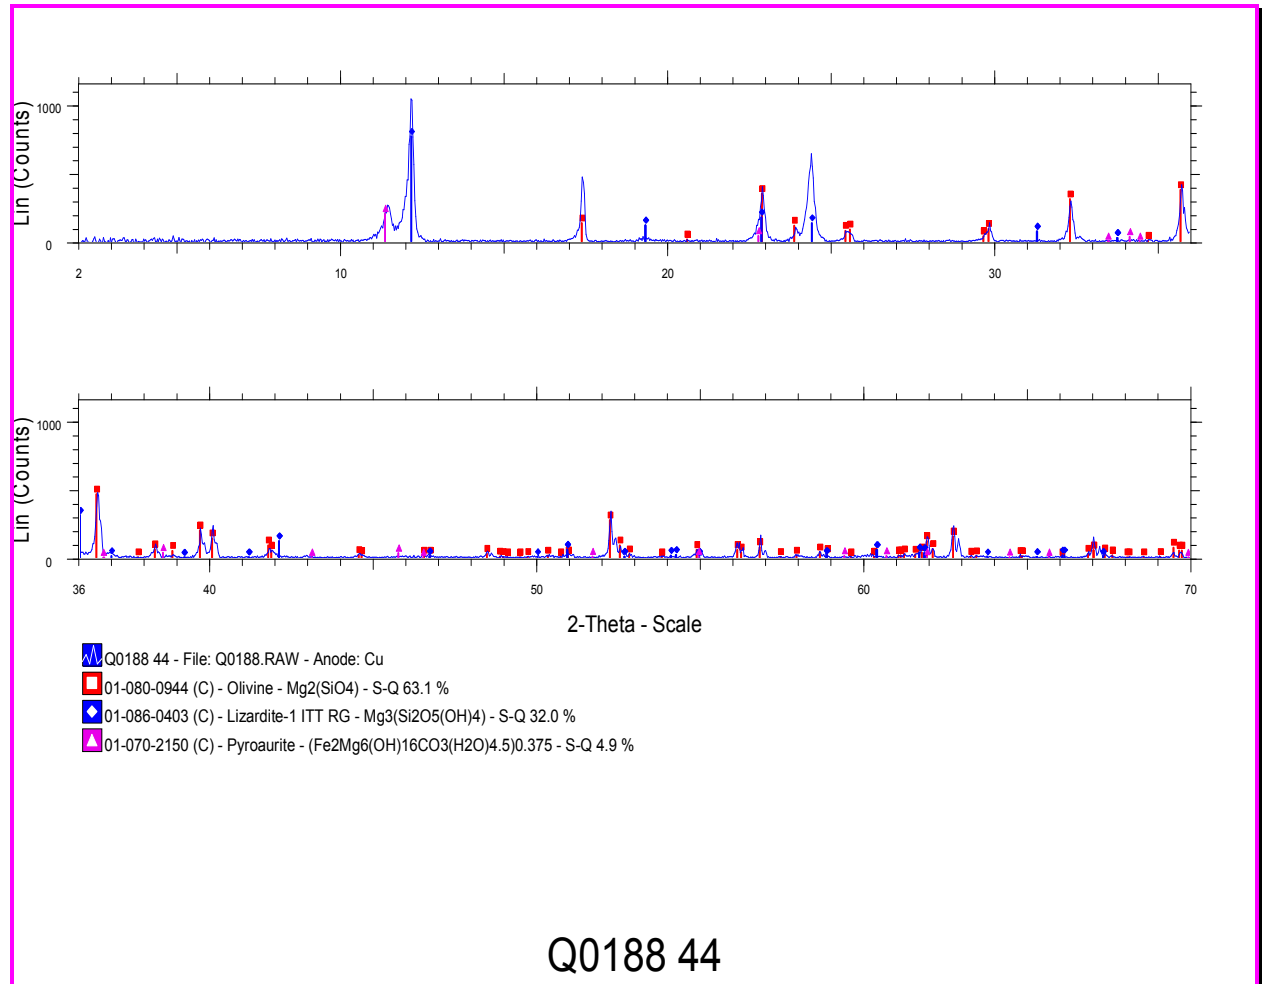 Lin (Counts)
1000
0
2
10
20
30
Lin (Counts)
1000
0
36
40
50
60
70
2-Theta - Scale
Q0188 44 - File: Q0188.RAW - Anode: Cu
01-080-0944 (C) - Olivine - Mg2(SiO4) - S-Q 63.1 %
01-086-0403 (C) - Lizardite-1 ITT RG - Mg3(Si2O5(OH)4) - S-Q 32.0 %
01-070-2150 (C) - Pyroaurite - (Fe2Mg6(OH)16CO3(H2O)4.5)0.375 - S-Q 4.9 %
Q0188 44